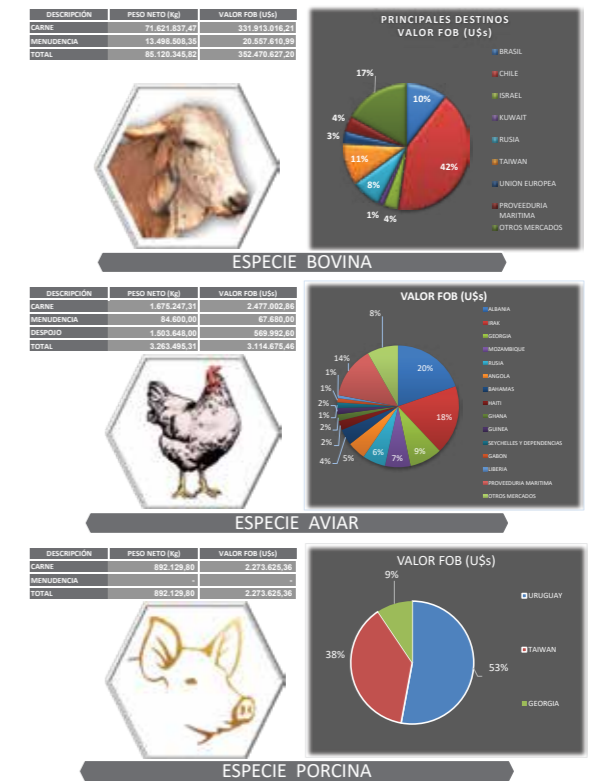 DESCRIPCIÓN PESO NETO (Kg) VALOR FOB (U$s)
CARNE 71.621.837,47 331.913.016,21
MENUDENCIA 13.498.508,35 20.557.610,99
TOTAL 85.120.345,82 352.470.627,20
PRINCIPALES DESTINOS
VALOR FOB (U$s)
10%
42%
4%
1%
8%
11%
3%
4%
17%
BRASIL
CHILE
ISRAEL
KUWAIT
RUSIA
TAIWAN
UNION EUROPEA
PROVEEDURIA
MARITIMA
OTROS MERCADOS
ESPECIE BOVINA
DESCRIPCIÓN PESO NETO (Kg) VALOR FOB (U$s)
CARNE 1.675.247,31 2.477.002,86
MENUDENCIA 84.600,00 67.680,00
DESPOJO 1.503.648,00 569.992,60
TOTAL 3.263.495,31 3.114.675,46
VALOR FOB (U$s)
20%
18%
9%
7%
6%
5%
4%
2%
2%
1%
2%
1%
1%
14%
8%
ALBANIA
IRAK
GEORGIA
MOZAMBIQUE
RUSIA
ANGOLA
BAHAMAS
HAITI
GHANA
GUINEA
SEYCHELLES Y DEPENDENCIAS
GABON
LIBERIA
PROVEEDURIA MARITIMA
OTROS MERCADOS
ESPECIE AVIAR
DESCRIPCIÓN PESO NETO (Kg) VALOR FOB (U$s)
CARNE 892.129,80 2.273.625,36
MENUDENCIA - -
TOTAL 892.129,80 2.273.625,36
VALOR FOB (U$s)
9%
38%
53%
URUGUAY
TAIWAN
GEORGIA
ESPECIE PORCINA